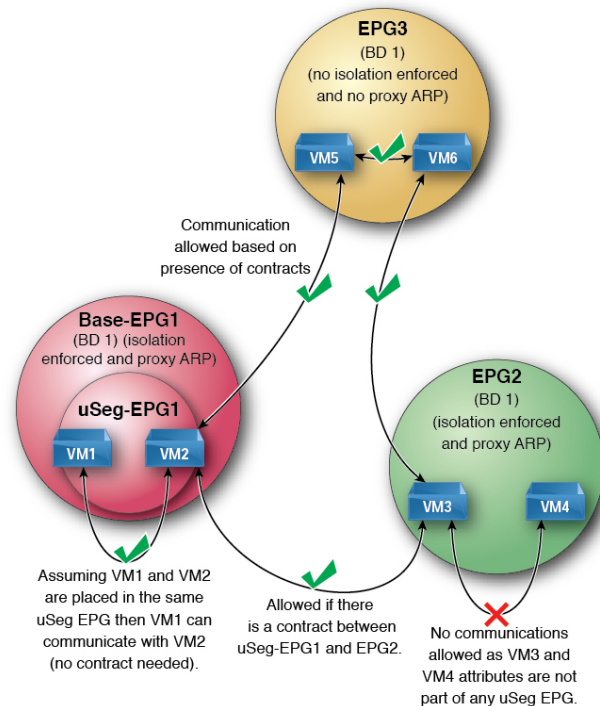 EPG3
(BD 1)
(no isolation enforced
and no proxy ARP)
VM5
VM6
Communication
allowed based on
presence of contracts
Base-EPG1
(BD 1) (isolation
enforced and proxy ARP)
uSeg-EPG1
VM1
VM2
EPG2
(BD 1)
(isolation enforced
and proxy ARP)
VM3
VM4
Assuming VM1 and VM2
are placed in the same
uSeg EPG then VM1 can
communicate with VM2
(no contract needed).
Allowed if there
is a contract between
uSeg-EPG1 and EPG2.
No communications
allowed as VM3 and
VM4 attributes are not
part of any uSeg EPG.